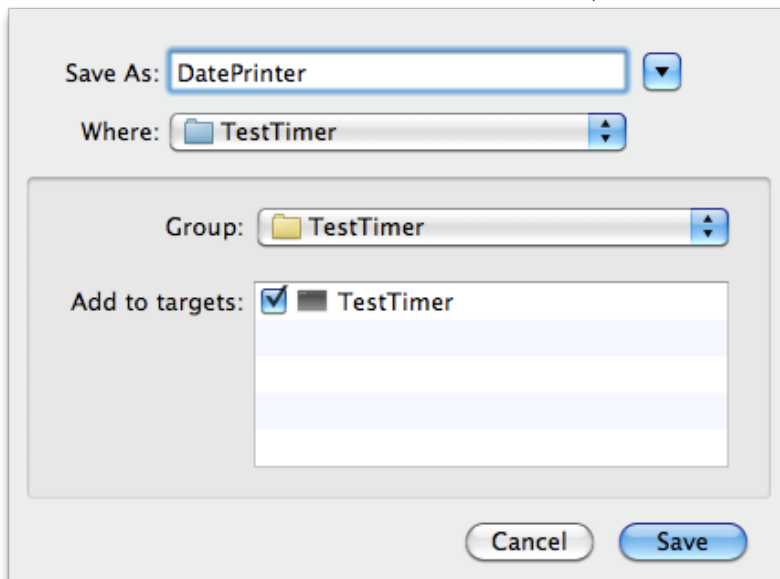 Save As: DatePrinter
Where: TestTimer
Group: TestTimer
Add to targets: TestTimer
Cancel Save